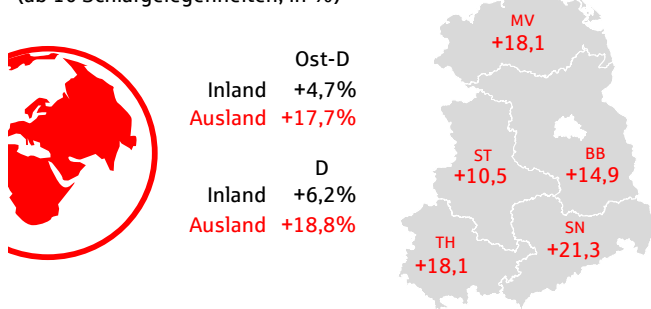 Ost-D
Inland +4,7%
Ausland +17,7%
D
Inland +6,2%
Ausland +18,8%
MV
+18,1
ST
+10,5
BB
+14,9
SN
+21,3
TH
+18,1